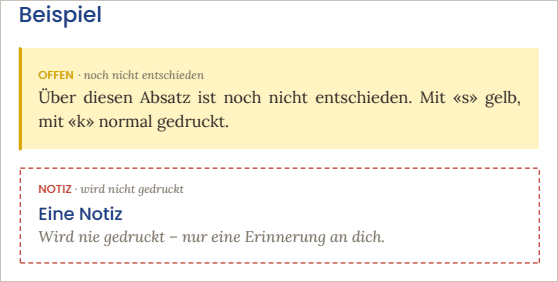 Beispiel
OFFEN · noch nicht entschieden
Über diesen Absatz ist noch nicht entschieden. Mit «s» gelb,
mit «k» normal gedruckt.
NOTIZ · wird nicht gedruckt
Eine Notiz
Wird nie gedruckt – nur eine Erinnerung an dich.